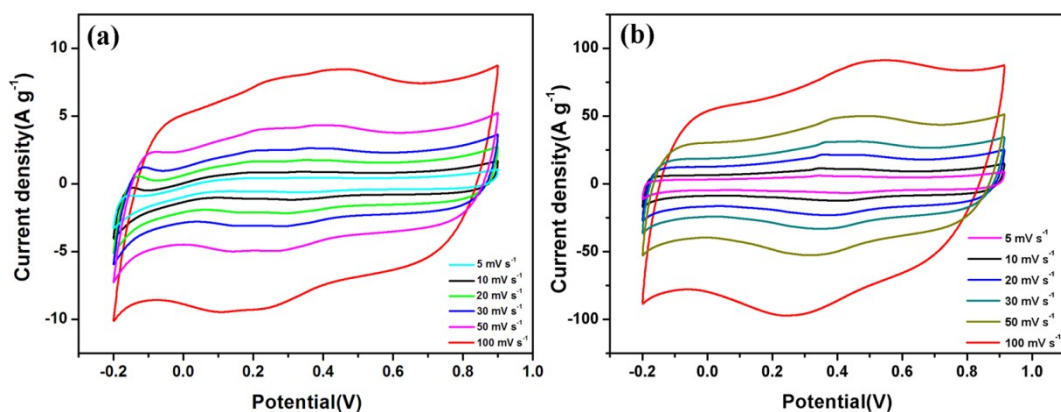 (a)
Current density(A g⁻¹)
10
5
0
-5
-10
-0.2 0.0 0.2 0.4 0.6 0.8 1.0
Potential(V)
5 mV s⁻¹
10 mV s⁻¹
20 mV s⁻¹
30 mV s⁻¹
50 mV s⁻¹
100 mV s⁻¹
(b)
Current density(A g⁻¹)
100
50
0
-50
-100
-0.2 0.0 0.2 0.4 0.6 0.8 1.0
Potential(V)
5 mV s⁻¹
10 mV s⁻¹
20 mV s⁻¹
30 mV s⁻¹
50 mV s⁻¹
100 mV s⁻¹